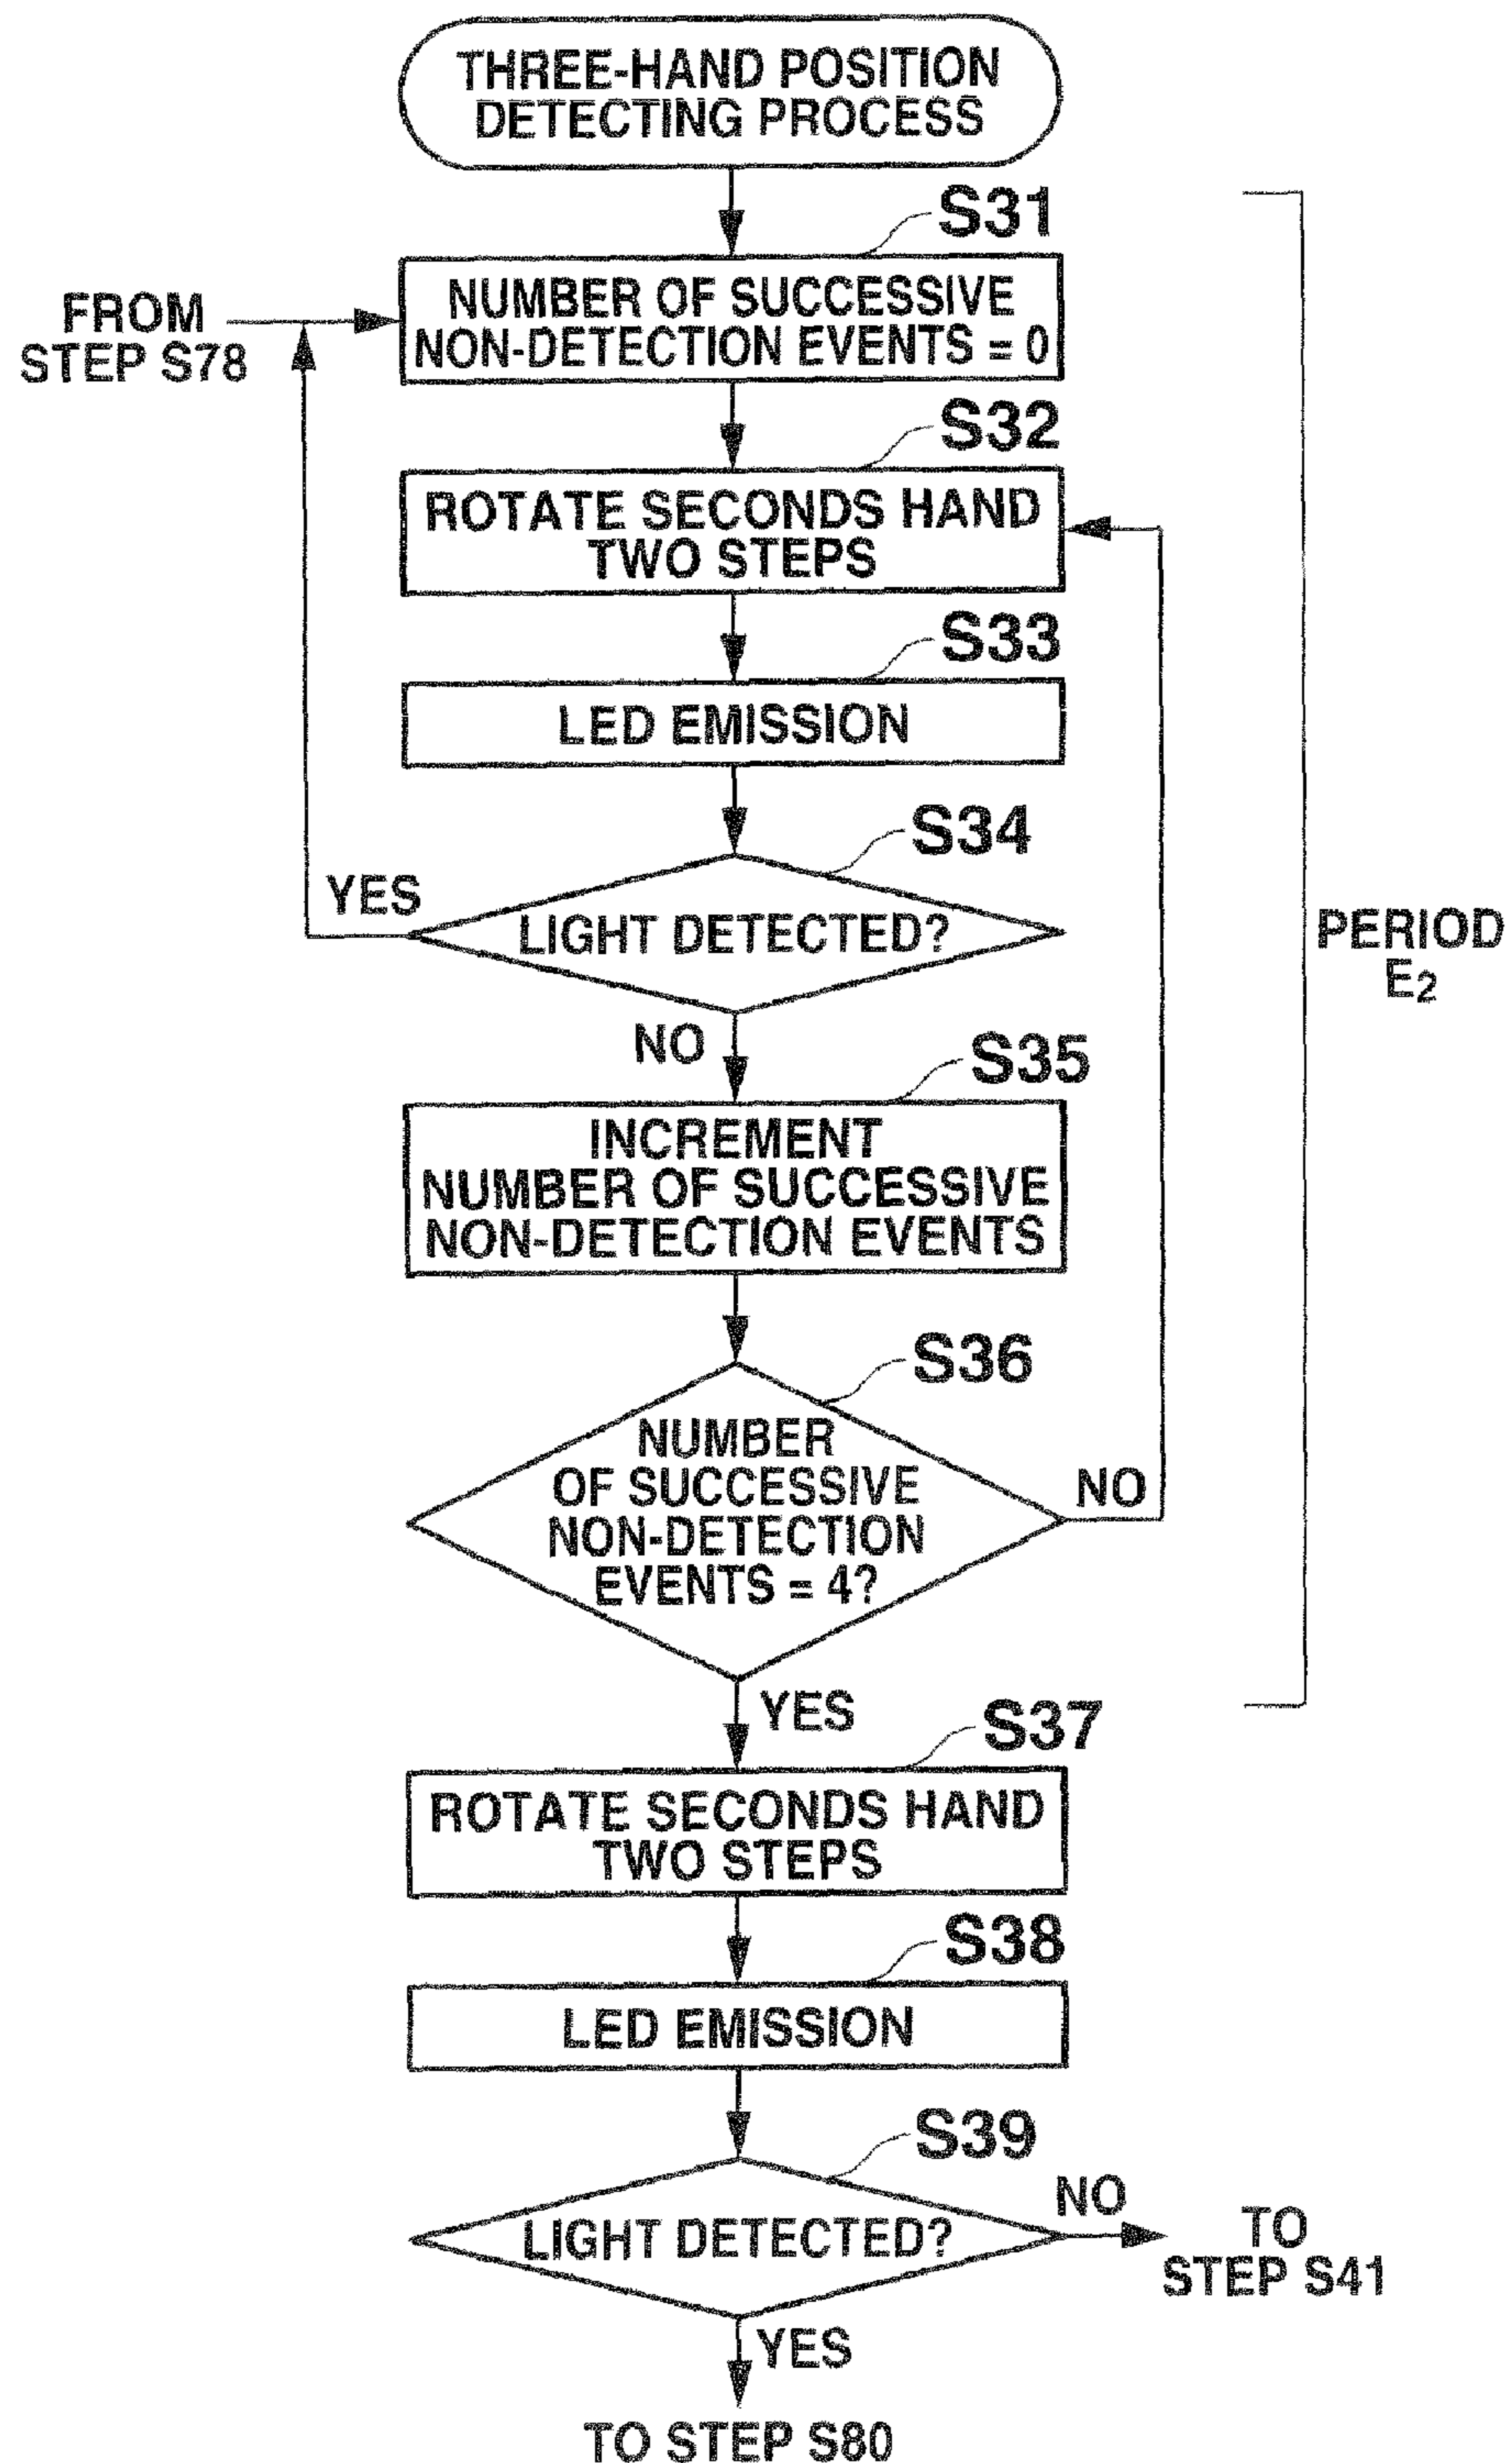 THREE-HAND POSITION
DETECTING PROCESS
S31
NUMBER OF SUCCESSIVE
NON-DETECTION EVENTS = 0
FROM
STEP S78
S32
ROTATE SECONDS HAND
TWO STEPS
S33
LED EMISSION
S34
YES
LIGHT DETECTED?
PERIOD
E2
NO
S35
INCREMENT
NUMBER OF SUCCESSIVE
NON-DETECTION EVENTS
S36
NUMBER
OF SUCCESSIVE
NON-DETECTION
EVENTS = 4?
NO
YES
S37
ROTATE SECONDS HAND
TWO STEPS
S38
LED EMISSION
S39
LIGHT DETECTED?
NO
TO
STEP S41
YES
TO STEP S80